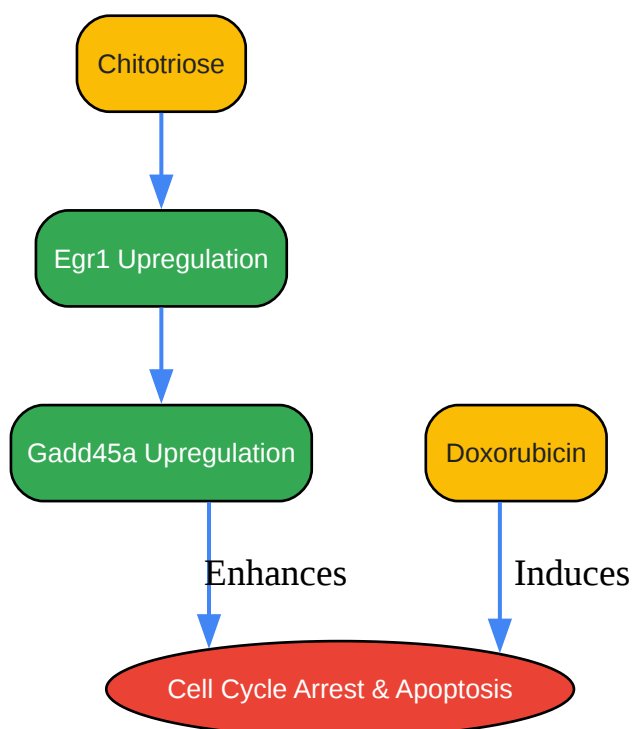 Chitotriose
Egr1 Upregulation
Gadd45a Upregulation
Doxorubicin
Enhances
Induces
Cell Cycle Arrest & Apoptosis